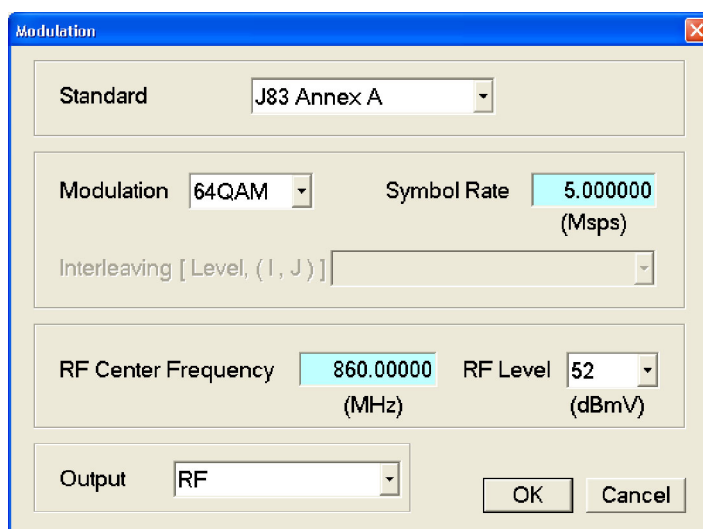 Modulation
Standard J83 Annex A
Modulation 64QAM Symbol Rate 5.000000
(Msps)
Interleaving [ Level, ( I , J ) ]
RF Center Frequency 860.00000 RF Level 52
(MHz) (dBmV)
Output RF
OK Cancel